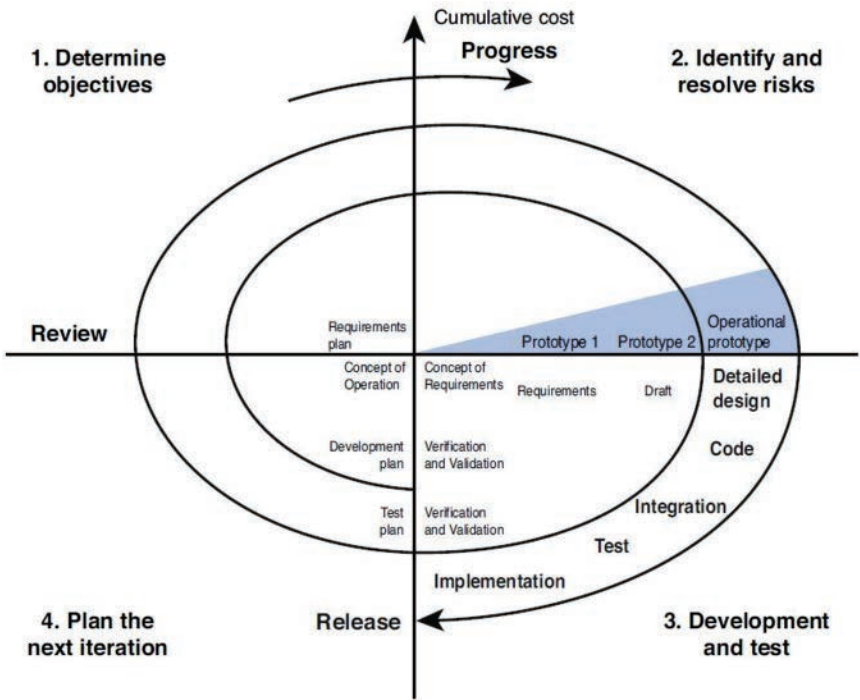 Cumulative cost
Progress
1. Determine
objectives
2. Identify and
resolve risks
Review
Requirements
plan
Prototype 1
Prototype 2
Operational
prototype
Concept of
Operation
Concept of
Requirements
Requirements
Draft
Detailed
design
Development
plan
Verification
and Validation
Code
Test
plan
Verification
and Validation
Integration
Test
Implementation
Release
4. Plan the
next iteration
3. Development
and test